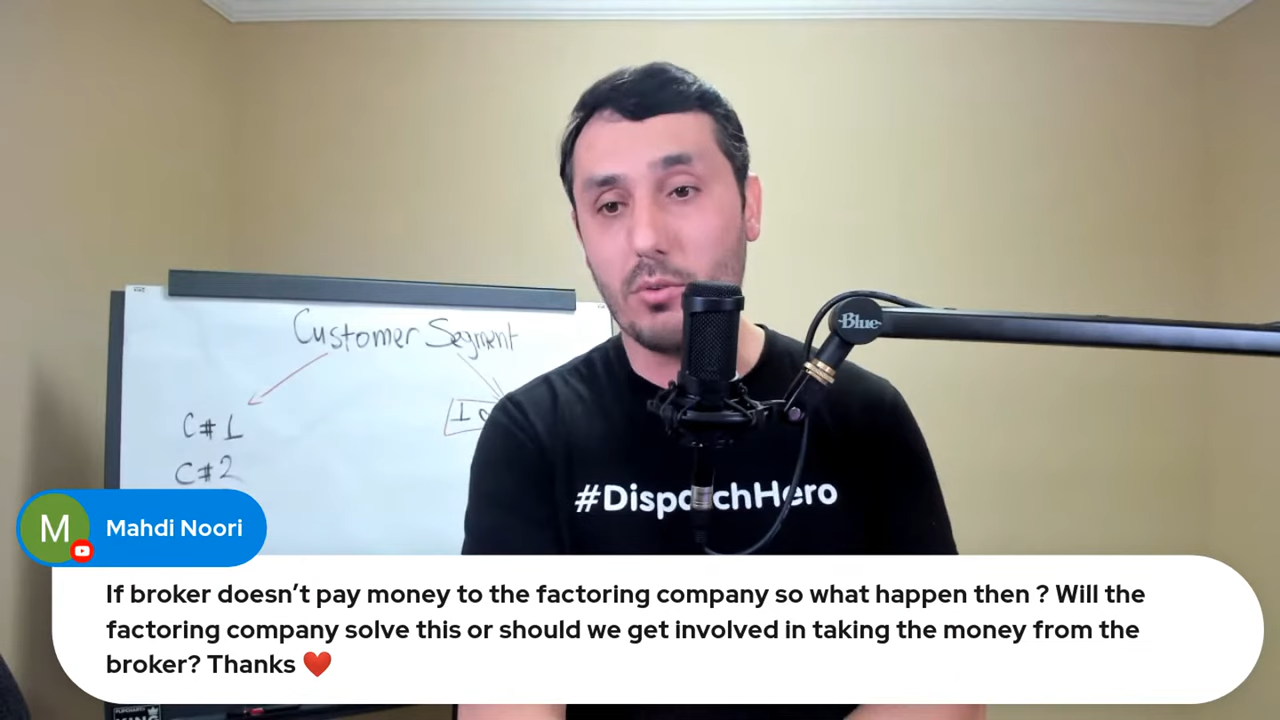 Customer Segment
C#1
C#2
Blue
#DispatchHero
M
Mahdi Noori
If broker doesn’t pay money to the factoring company so what happen then ? Will the
factoring company solve this or should we get involved in taking the money from the
broker? Thanks ❤️